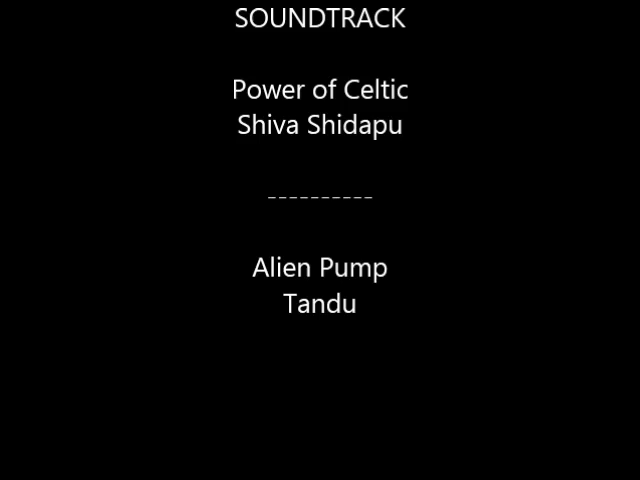 SOUNDTRACK
Power of Celtic
Shiva Shidapu
----------
Alien Pump
Tandu